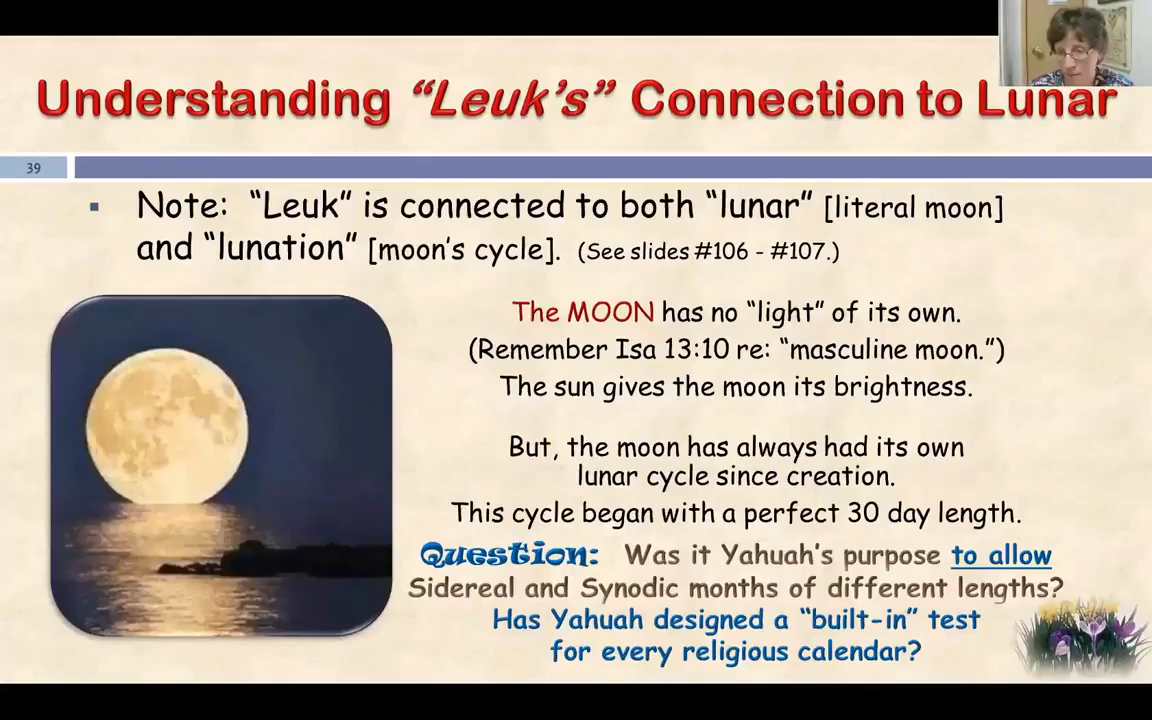 Understanding “Leuk’s” Connection to Lunar
39
Note: “Leuk” is connected to both “lunar” [literal moon]
and “lunation” [moon’s cycle]. (See slides #106 - #107.)
The MOON has no “light” of its own.
(Remember Isa 13:10 re: “masculine moon.”)
The sun gives the moon its brightness.
But, the moon has always had its own
lunar cycle since creation.
This cycle began with a perfect 30 day length.
Question: Was it Yahuah’s purpose to allow
Sidereal and Synodic months of different lengths?
Has Yahuah designed a “built-in” test
for every religious calendar?